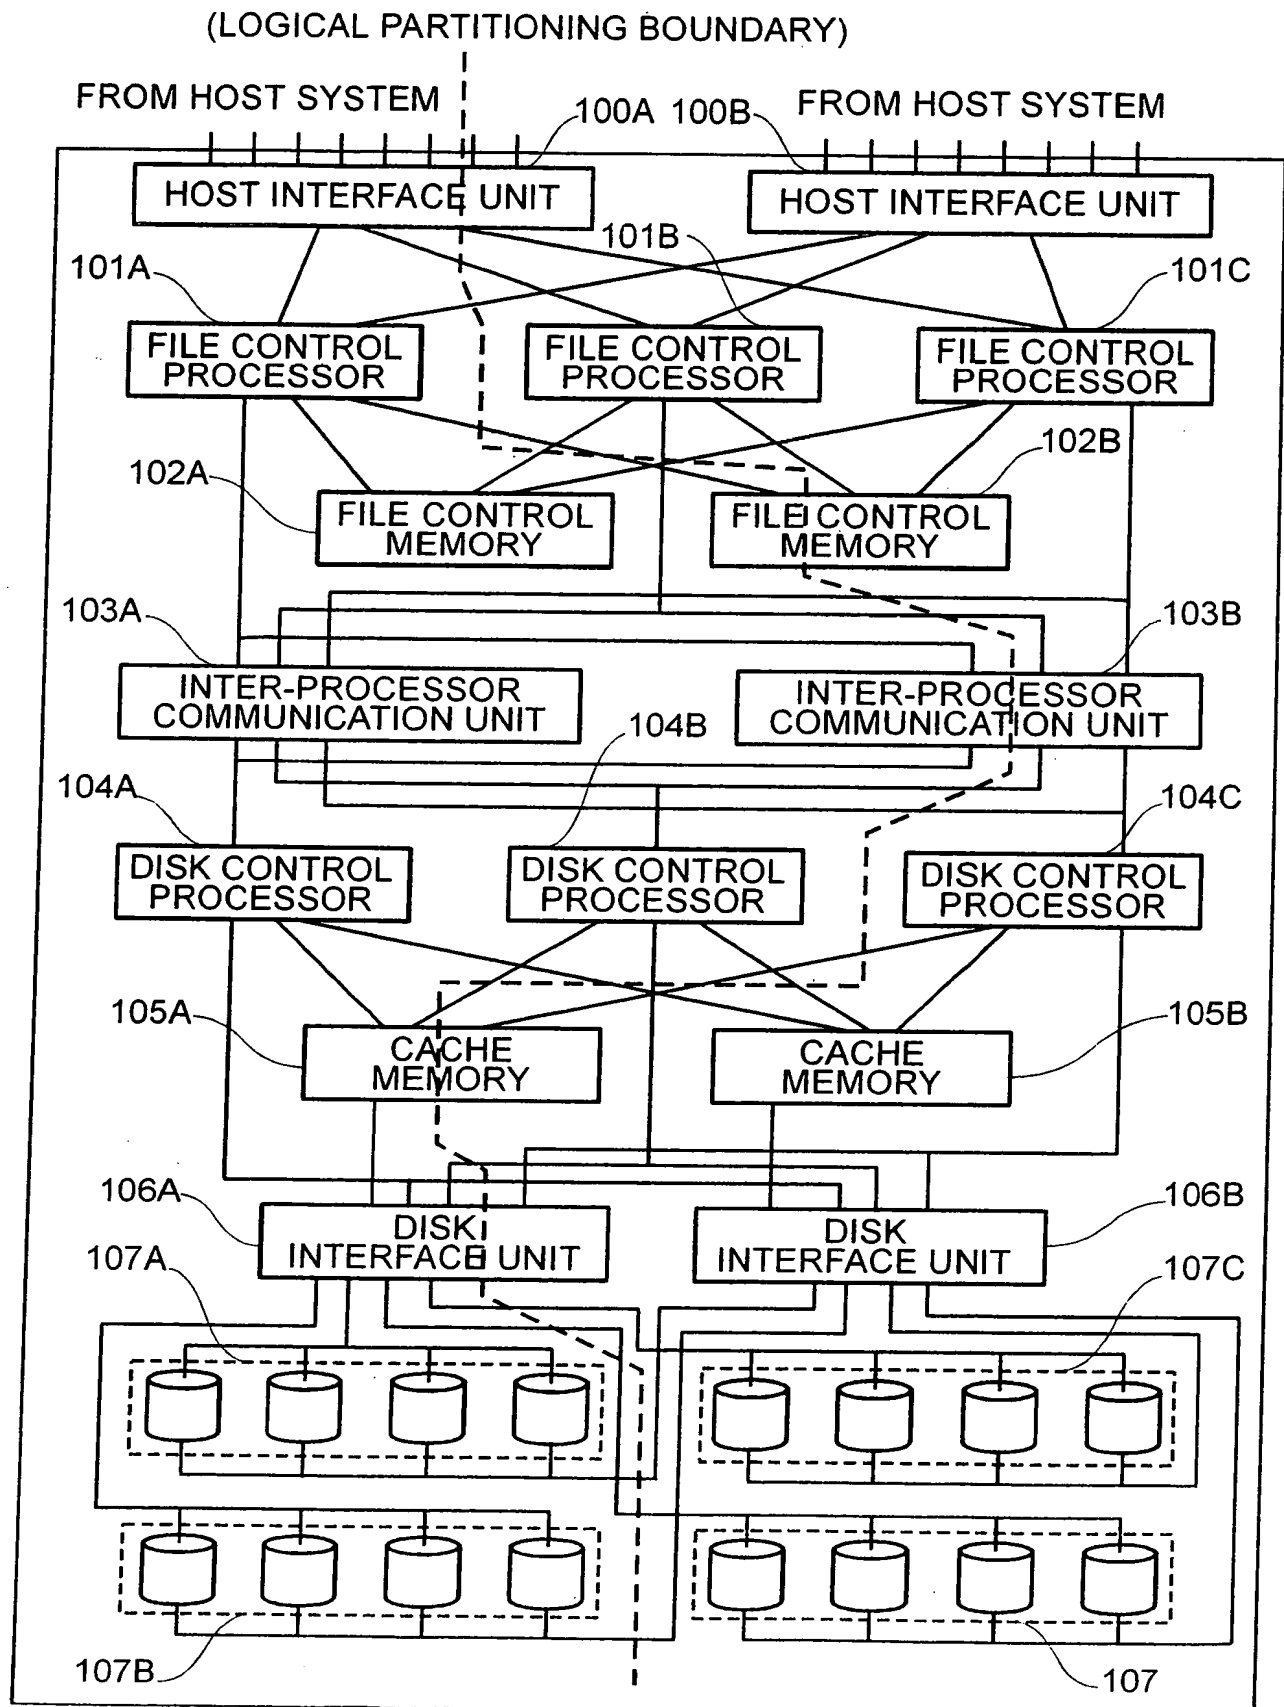 (LOGICAL PARTITIONING BOUNDARY)
FROM HOST SYSTEM
FROM HOST SYSTEM
100A 100B
HOST INTERFACE UNIT
HOST INTERFACE UNIT
101A
101B
101C
FILE CONTROL
PROCESSOR
FILE CONTROL
PROCESSOR
FILE CONTROL
PROCESSOR
102A
102B
FILE CONTROL
MEMORY
FILE CONTROL
MEMORY
103A
103B
INTER-PROCESSOR
COMMUNICATION UNIT
INTER-PROCESSOR
COMMUNICATION UNIT
104A
104B
104C
DISK CONTROL
PROCESSOR
DISK CONTROL
PROCESSOR
DISK CONTROL
PROCESSOR
105A
105B
CACHE
MEMORY
CACHE
MEMORY
106A
106B
DISK
INTERFACE UNIT
DISK
INTERFACE UNIT
107A
107C
107B
107